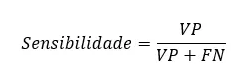 Sensibilidade = VP / (VP + FN)